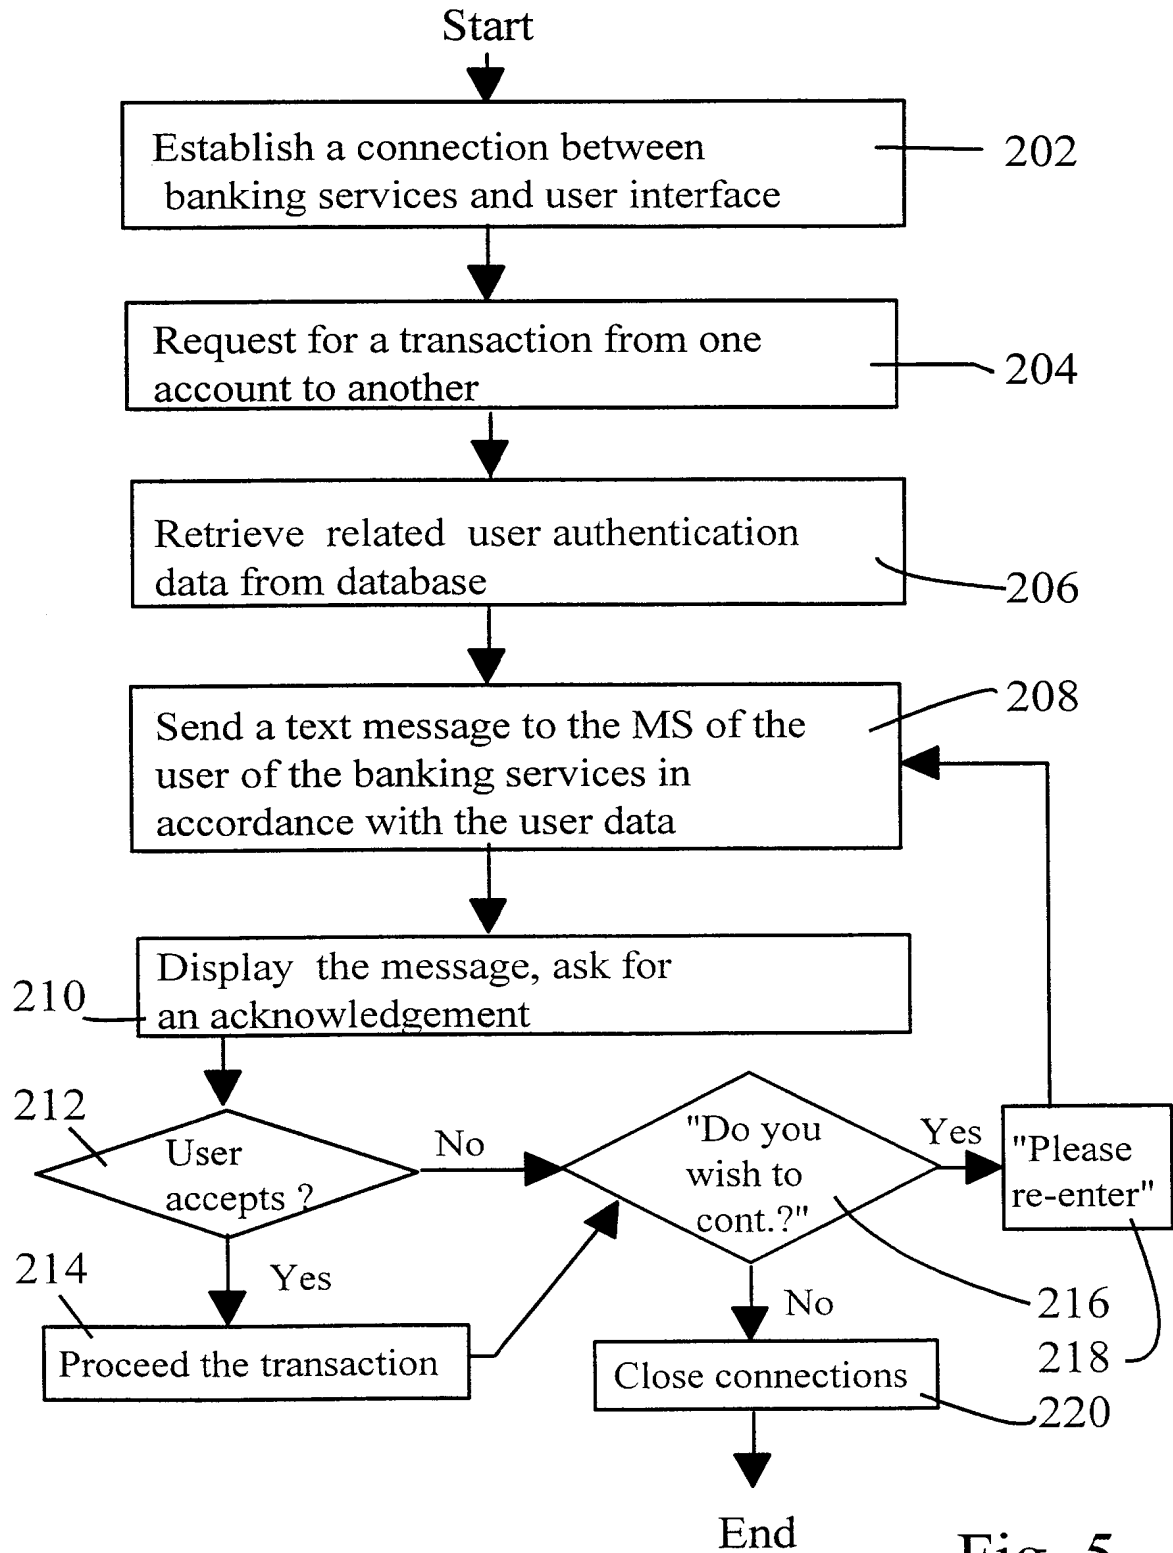 Start
Establish a connection between
banking services and user interface
202
Request for a transaction from one
account to another
204
Retrieve related user authentication
data from database
206
Send a text message to the MS of the
user of the banking services in
accordance with the user data
208
Display the message, ask for
an acknowledgement
210
212
User
accepts ?
No
"Do you
wish to
cont.?"
Yes
"Please
re-enter"
214
Yes
Proceed the transaction
No
216
218
Close connections
220
End
Fig. 5